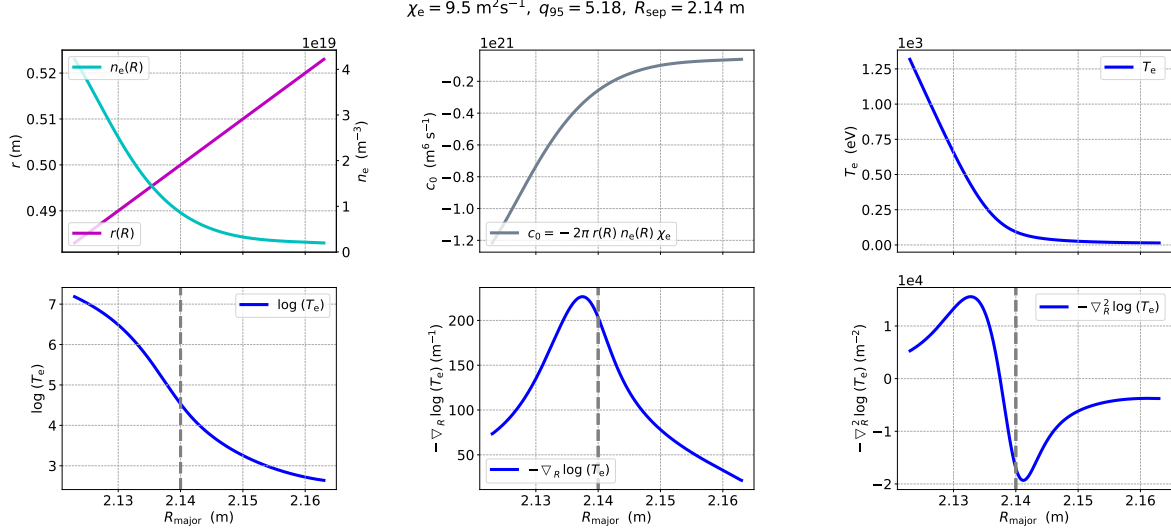 χe = 9.5 m²s⁻¹, q95 = 5.18, Rsep = 2.14 m
1e19
0.52
0.51
0.50
0.49
r (m)
ne(R)
r(R)
4
3
2
1
0
ne (m⁻³)
1e21
−0.2
−0.4
−0.6
−0.8
−1.0
−1.2
c0 (m⁶ s⁻¹)
c0 = − 2π r(R) ne(R) χe
1e3
1.25
1.00
0.75
0.50
0.25
0.00
Te (eV)
Te
7
6
5
4
3
log (Te)
log (Te)
2.13
2.14
2.15
2.16
Rmajor (m)
200
150
100
50
− ∇R log (Te) (m⁻¹)
− ∇R log (Te)
2.13
2.14
2.15
2.16
Rmajor (m)
1e4
1
0
−1
−2
− ∇²R log (Te) (m⁻²)
− ∇²R log (Te)
2.13
2.14
2.15
2.16
Rmajor (m)